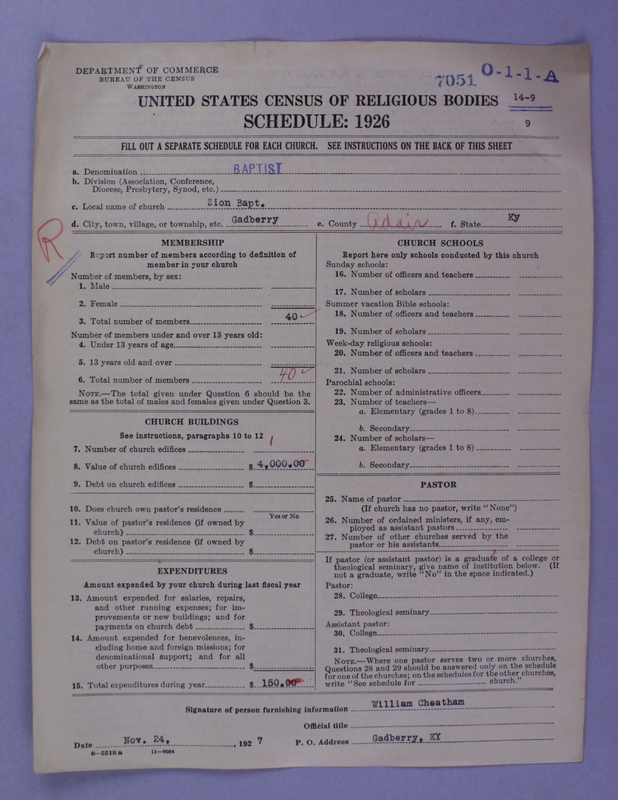 DEPARTMENT OF COMMERCE
BUREAU OF THE CENSUS
WASHINGTON
7051 O-1-1-A
UNITED STATES CENSUS OF RELIGIOUS BODIES
14-9
SCHEDULE: 1926
9
FILL OUT A SEPARATE SCHEDULE FOR EACH CHURCH. SEE INSTRUCTIONS ON THE BACK OF THIS SHEET
a. Denomination BAPTIST
b. Division (Association, Conference,
Diocese, Presbytery, Synod, etc.)
c. Local name of church Zion Bapt.
d. City, town, village, or township, etc. Gadberry e. County Adair f. State Ky
R
MEMBERSHIP
Report number of members according to definition of
member in your church
Number of members, by sex:
1. Male
2. Female
3. Total number of members 40
Number of members under and over 13 years old:
4. Under 13 years of age
5. 13 years old and over
6. Total number of members 40
NOTE.—The total given under Question 6 should be the
same as the total of males and females given under Question 3.
CHURCH BUILDINGS
See instructions, paragraphs 10 to 12
7. Number of church edifices 1
8. Value of church edifices $ 4,000.00
9. Debt on church edifices $
10. Does church own pastor's residence
Yes or No
11. Value of pastor's residence (if owned by
church) $
12. Debt on pastor's residence (if owned by
church) $
EXPENDITURES
Amount expended by your church during last fiscal year
13. Amount expended for salaries, repairs,
and other running expenses; for im-
provements or new buildings; and for
payments on church debt $
14. Amount expended for benevolences, in-
cluding home and foreign missions; for
denominational support; and for all
other purposes $
15. Total expenditures during year $ 150.00
CHURCH SCHOOLS
Report here only schools conducted by this church
Sunday schools:
16. Number of officers and teachers
17. Number of scholars
Summer vacation Bible schools:
18. Number of officers and teachers
19. Number of scholars
Week-day religious schools:
20. Number of officers and teachers
21. Number of scholars
Parochial schools:
22. Number of administrative officers
23. Number of teachers—
a. Elementary (grades 1 to 8)
b. Secondary
24. Number of scholars—
a. Elementary (grades 1 to 8)
b. Secondary
PASTOR
25. Name of pastor
(If church has no pastor, write "None")
26. Number of ordained ministers, if any, em-
ployed as assistant pastors
27. Number of other churches served by the
pastor or his assistants
If pastor (or assistant pastor) is a graduate of a college or
theological seminary, give name of institution below. (If
not a graduate, write "No" in the space indicated.)
Pastor:
28. College
29. Theological seminary
Assistant pastor:
30. College
31. Theological seminary
NOTE.—Where one pastor serves two or more churches,
Questions 28 and 29 should be answered only on the schedule
for one of the churches; on the schedules for the other churches,
write "See schedule for church."
Signature of person furnishing information William Cheatham
Official title
Date Nov. 24, , 1927 P. O. Address Gadberry, KY
8-5518a 11-9054